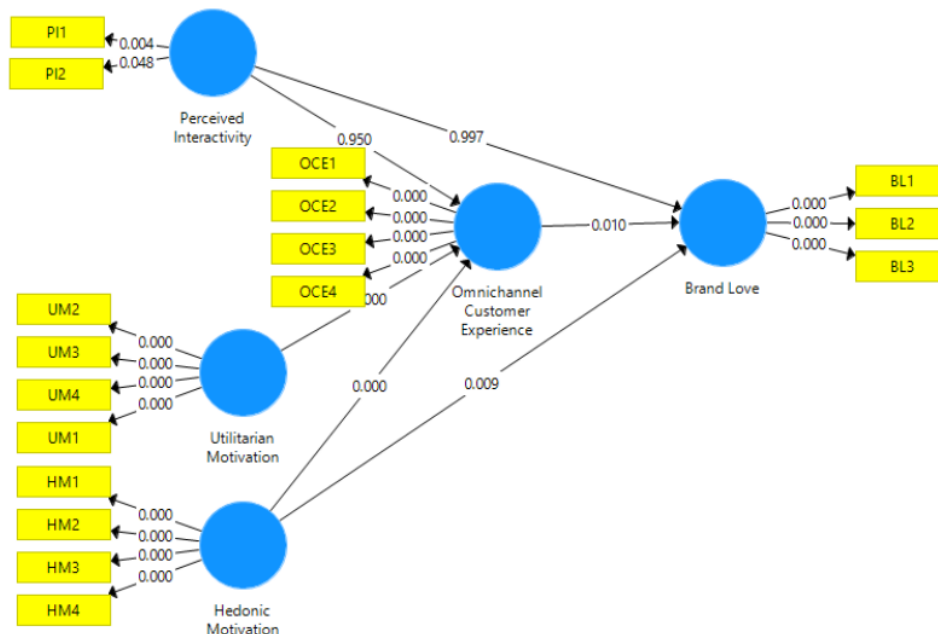 PI1
0.004
PI2
0.048
Perceived
Interactivity
0.950
0.997
OCE1
0.000
OCE2
0.000
OCE3
0.000
OCE4
0.000
000
Omnichannel
Customer
Experience
0.010
Brand Love
BL1
0.000
BL2
0.000
BL3
0.000
UM2
0.000
UM3
0.000
UM4
0.000
UM1
Utilitarian
Motivation
0.000
0.009
HM1
0.000
HM2
0.000
HM3
0.000
HM4
0.000
Hedonic
Motivation